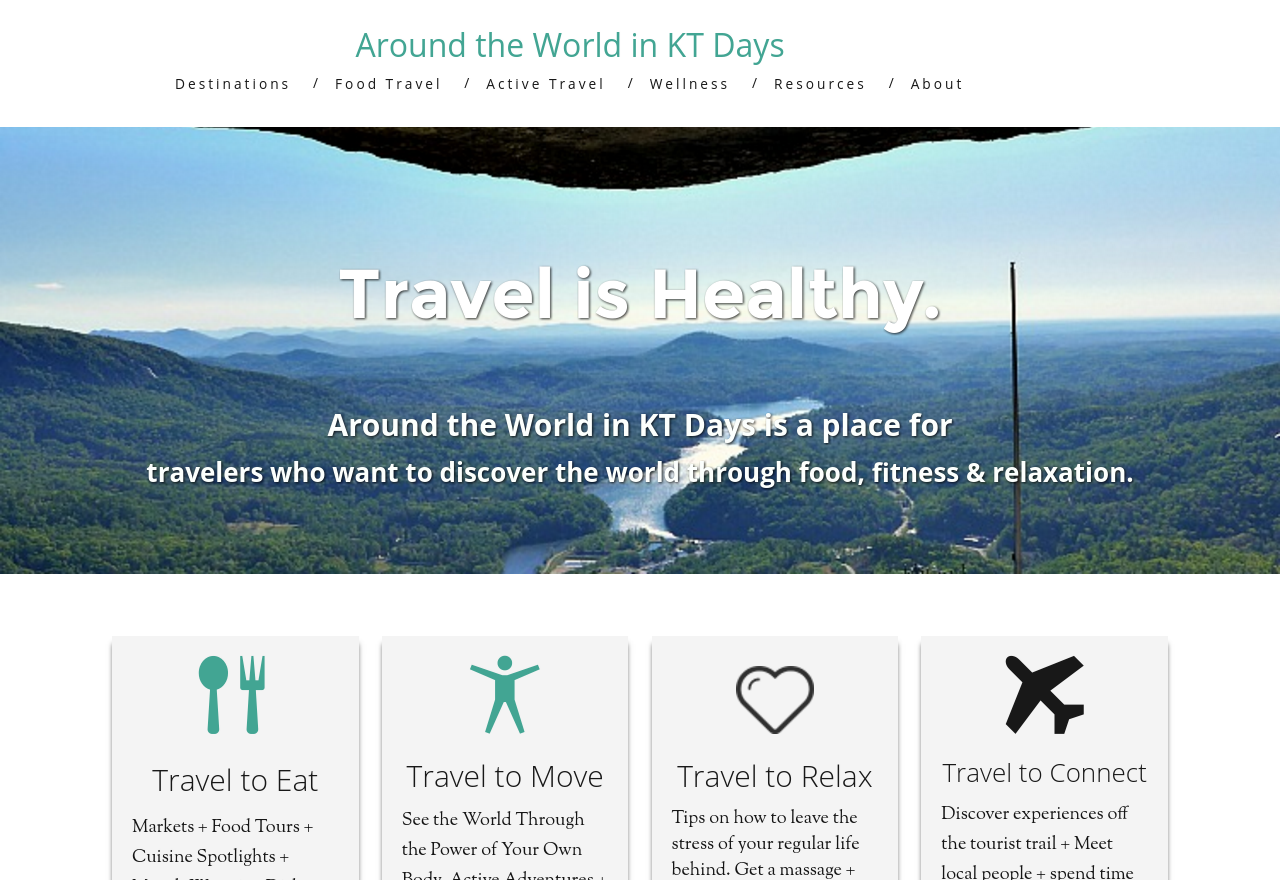 Around the World in KT Days
Destinations / Food Travel / Active Travel / Wellness / Resources / About
Travel is Healthy.
Around the World in KT Days is a place for
travelers who want to discover the world through food, fitness & relaxation.
Travel to Eat
Markets + Food Tours +
Cuisine Spotlights +
Travel to Move
See the World Through
the Power of Your Own
Body. Active Adventures +
Travel to Relax
Tips on how to leave the
stress of your regular life
behind. Get a massage +
Travel to Connect
Discover experiences off
the tourist trail + Meet
local people + spend time